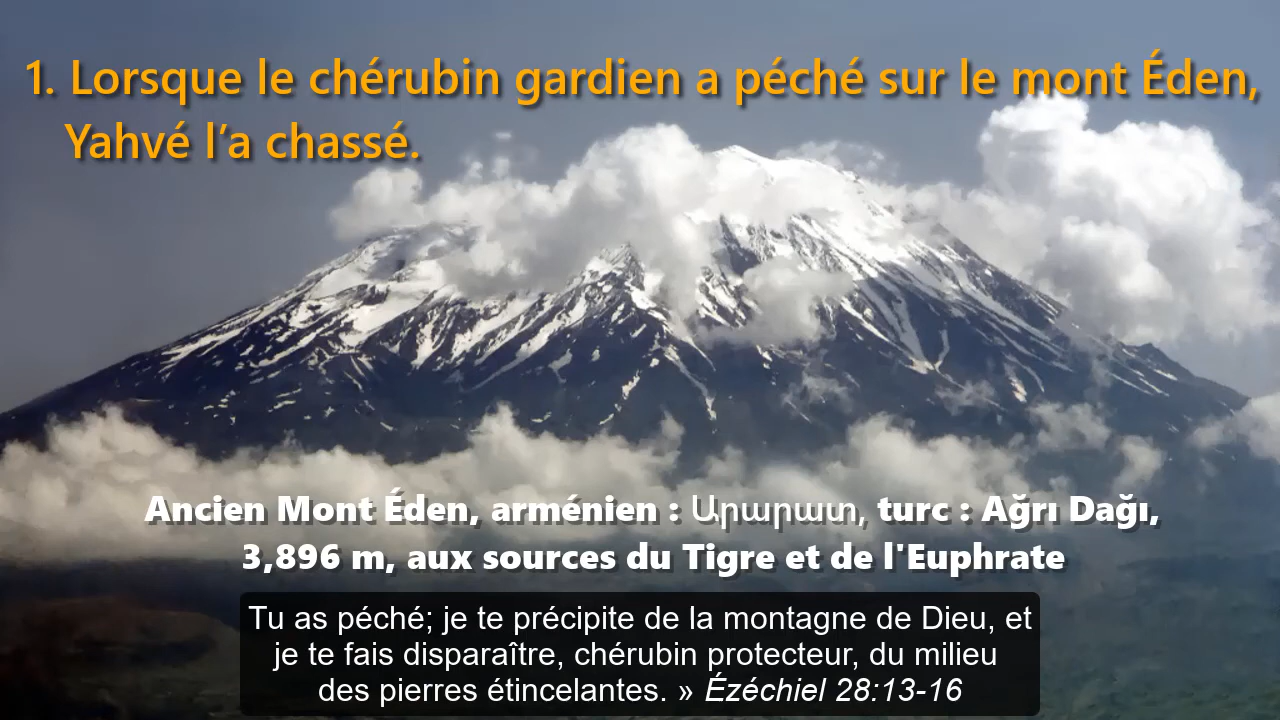 1. Lorsque le chérubin gardien a péché sur le mont Éden,
Yahvé l’a chassé.
Ancien Mont Éden, arménien : Արարատ, turc : Ağrı Dağı,
3,896 m, aux sources du Tigre et de l'Euphrate
Tu as péché; je te précipite de la montagne de Dieu, et
je te fais disparaître, chérubin protecteur, du milieu
des pierres étincelantes. » Ézéchiel 28:13-16